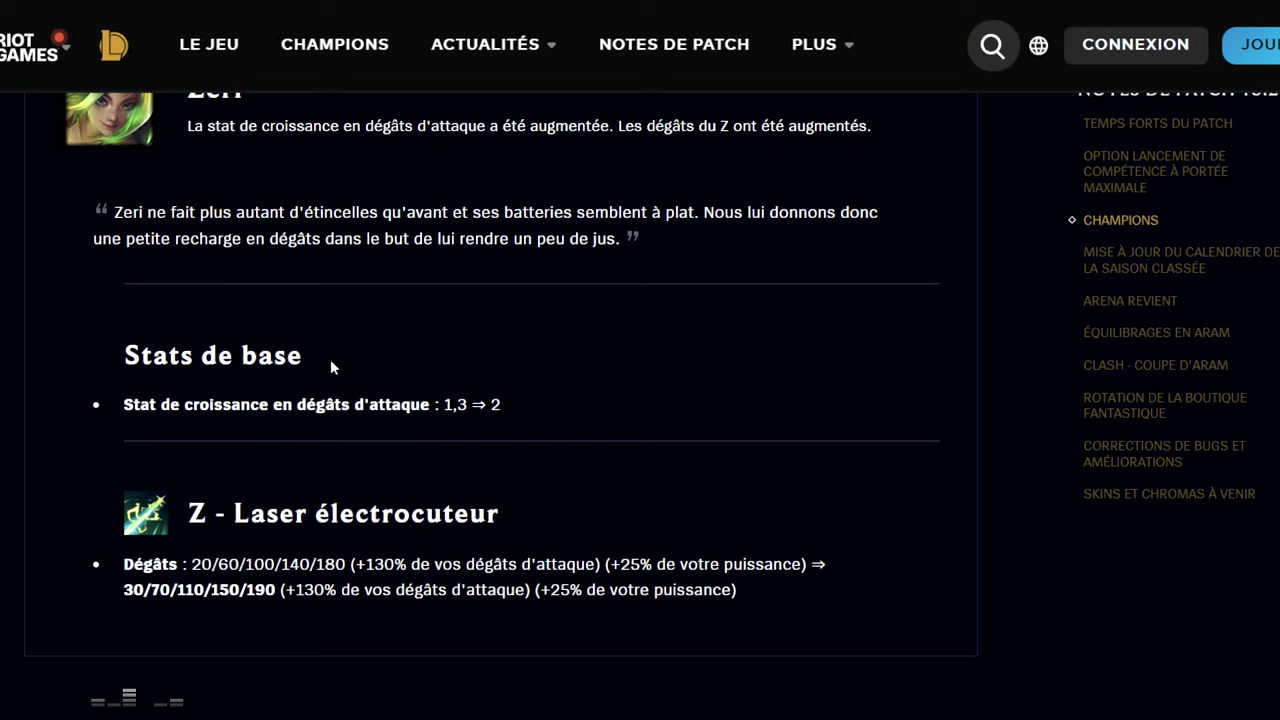 RIOT
GAMES
LE JEU
CHAMPIONS
ACTUALITÉS
NOTES DE PATCH
PLUS
CONNEXION
Zeri
La stat de croissance en dégâts d'attaque a été augmentée. Les dégâts du Z ont été augmentés.
“ Zeri ne fait plus autant d'étincelles qu'avant et ses batteries semblent à plat. Nous lui donnons donc
une petite recharge en dégâts dans le but de lui rendre un peu de jus. ”
Stats de base
• Stat de croissance en dégâts d'attaque : 1,3 ⇒ 2
Z - Laser électrocuteur
• Dégâts : 20/60/100/140/180 (+130% de vos dégâts d'attaque) (+25% de votre puissance) ⇒
30/70/110/150/190 (+130% de vos dégâts d'attaque) (+25% de votre puissance)
NOTES DE PATCH
TEMPS FORTS DU PATCH
OPTION LANCEMENT DE
COMPÉTENCE À PORTÉE
MAXIMALE
CHAMPIONS
MISE À JOUR DU CALENDRIER DE
LA SAISON CLASSÉE
ARENA REVIENT
ÉQUILIBRAGES EN ARAM
CLASH - COUPE D'ARAM
ROTATION DE LA BOUTIQUE
FANTASTIQUE
CORRECTIONS DE BUGS ET
AMÉLIORATIONS
SKINS ET CHROMAS À VENIR